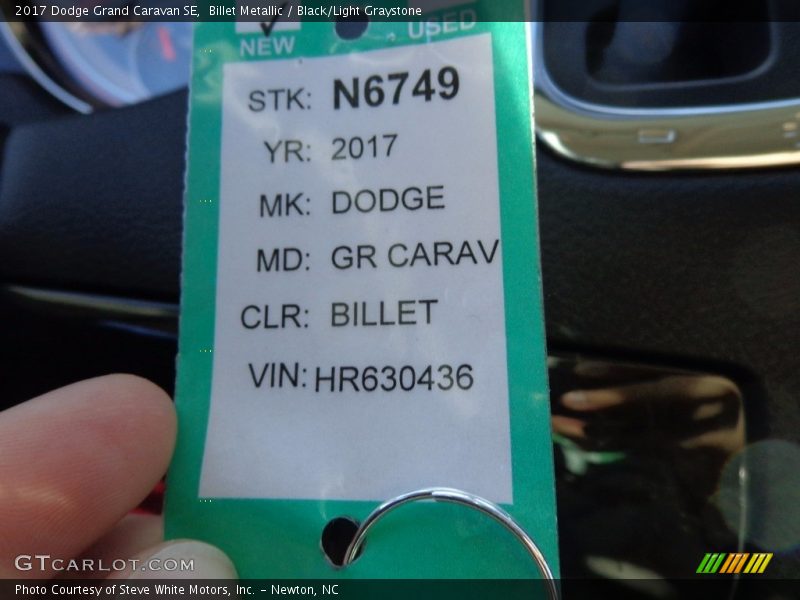 2017 Dodge Grand Caravan SE,  Billet Metallic / Black/Light Graystone
NEW USED
STK: N6749
YR: 2017
MK: DODGE
MD: GR CARAV
CLR: BILLET
VIN: HR630436
GTCARLOT.COM
Photo Courtesy of Steve White Motors, Inc. – Newton, NC